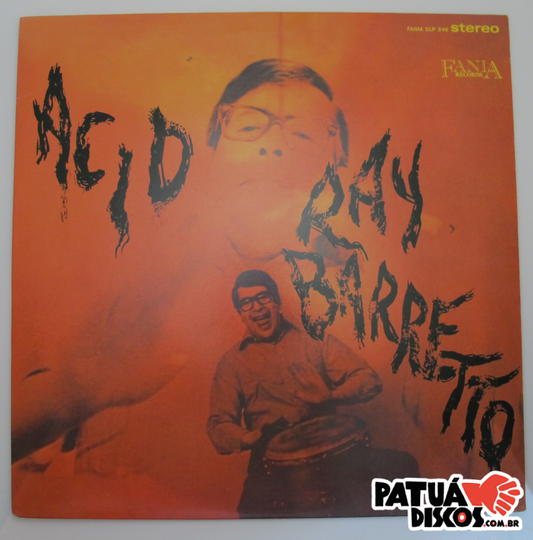 FANIA SLP 346 stereo
FANIA
RECORDS
ACID
RAY
BARRETTO
PATUÁ
DISCOS.COM.BR